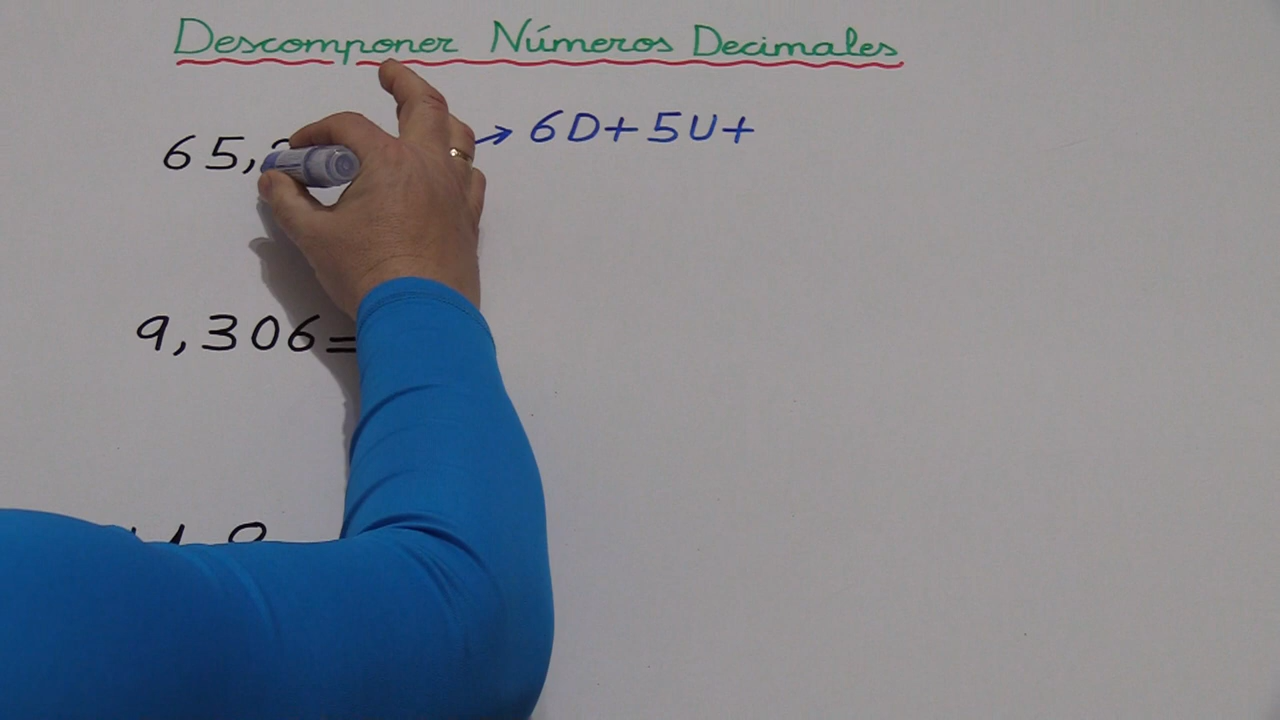 Descomponer Números Decimales
65, → 6D+5U+
9,306=